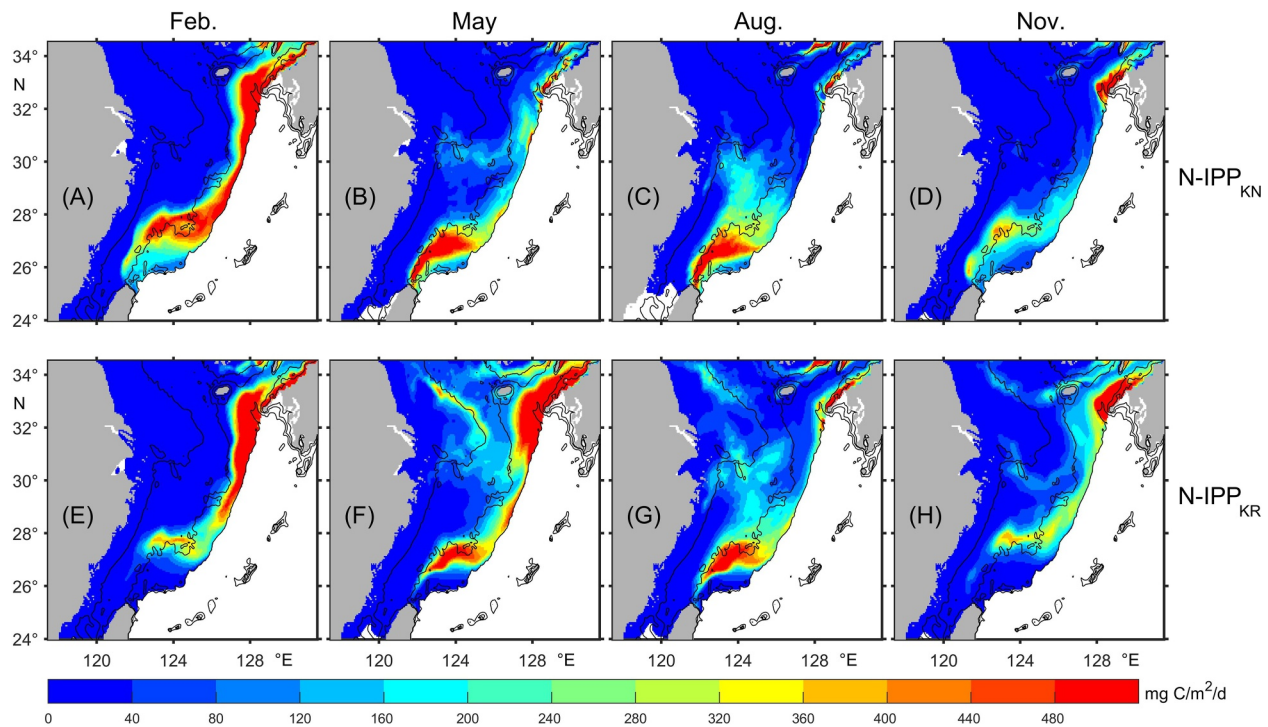 Feb. May Aug. Nov.
34°
N
32°
30°
28°
26°
24°
(A) (B) (C) (D)
N-IPP_KN
34°
N
32°
30°
28°
26°
24°
(E) (F) (G) (H)
N-IPP_KR
120 124 128 °E 120 124 128 °E 120 124 128 °E 120 124 128 °E
mg C/m²/d
0 40 80 120 160 200 240 280 320 360 400 440 480